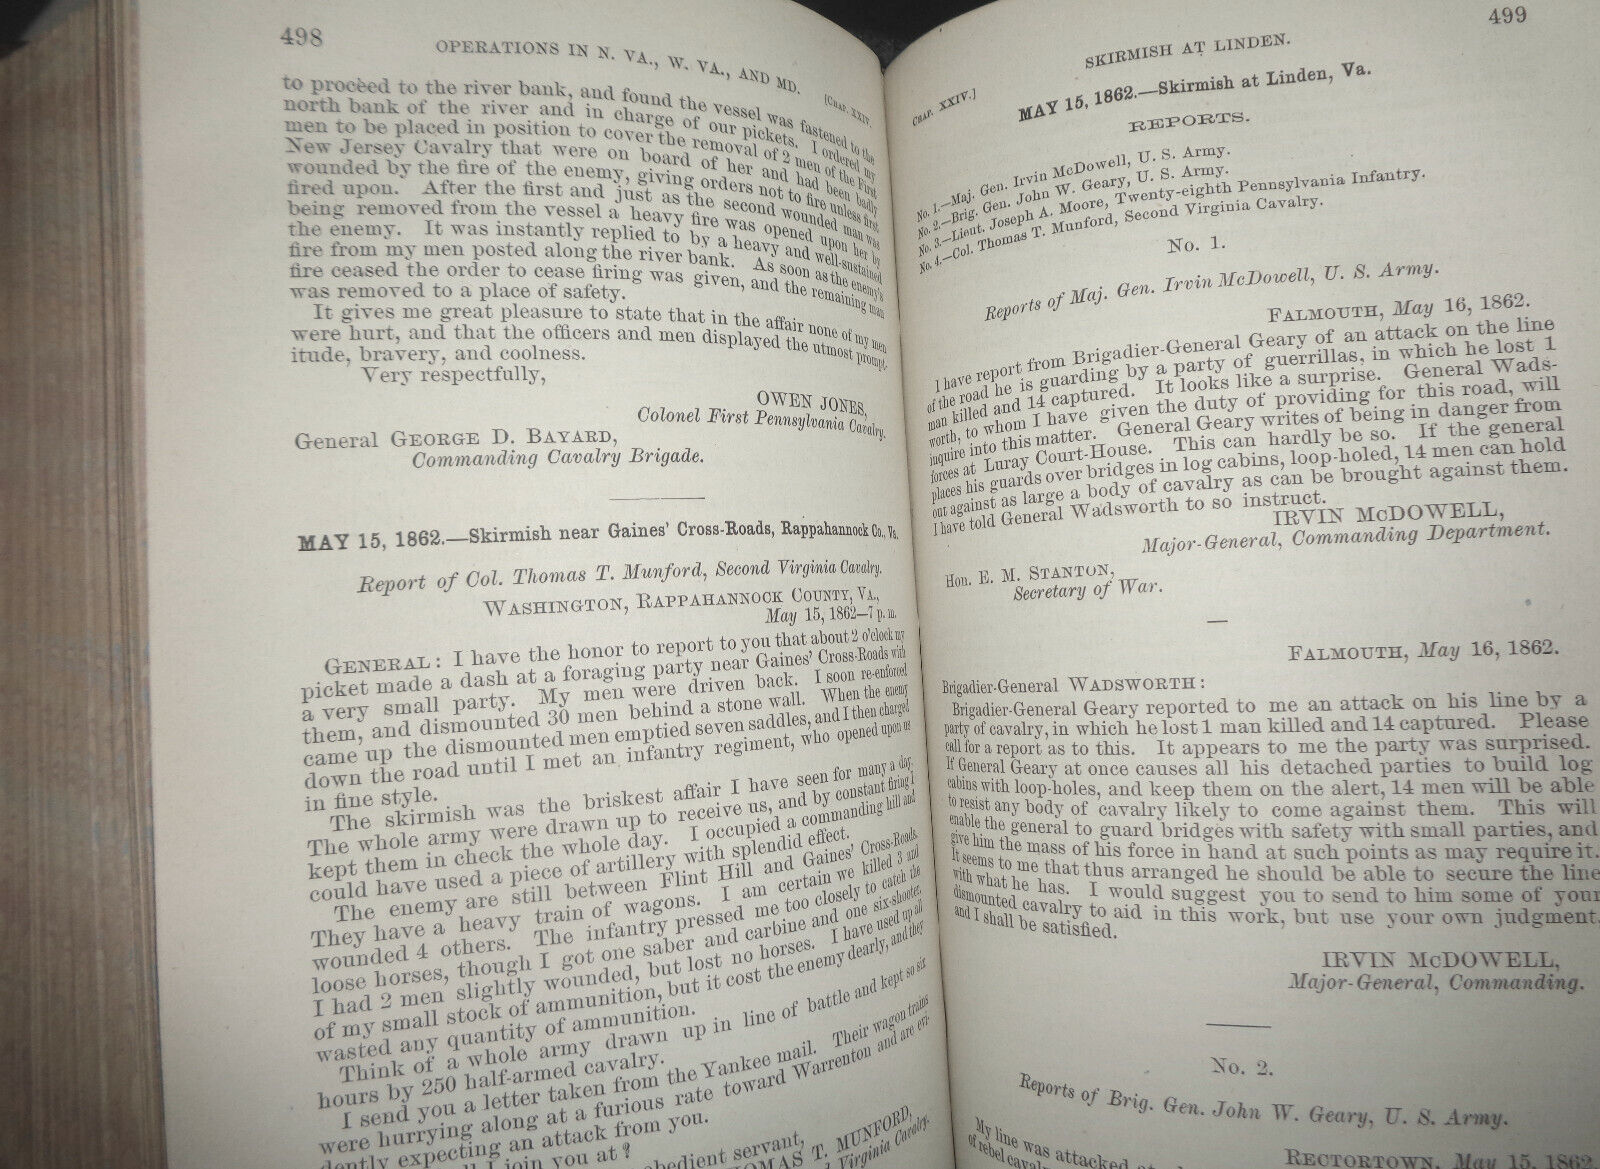 498
OPERATIONS IN N. VA., W. VA., AND MD.
[CHAP. XXIV.
to proceed to the river bank, and found the vessel was fastened to the
north bank of the river and in charge of our pickets. I ordered my
men to be placed in position to cover the removal of 2 men of the First
New Jersey Cavalry that were on board of her and had been badly
wounded by the fire of the enemy, giving orders not to fire unless first
fired upon. After the first and just as the second wounded man was
being removed from the vessel a heavy fire was opened upon her by
the enemy. It was instantly replied to by a heavy and well-sustained
fire from my men posted along the river bank. As soon as the enemy's
fire ceased the order to cease firing was given, and the remaining man
was removed to a place of safety.
It gives me great pleasure to state that in the affair none of my men
were hurt, and that the officers and men displayed the utmost prompt-
itude, bravery, and coolness.
Very respectfully,
OWEN JONES,
Colonel First Pennsylvania Cavalry.
General GEORGE D. BAYARD,
Commanding Cavalry Brigade.
MAY 15, 1862.—Skirmish near Gaines' Cross-Roads, Rappahannock Co., Va.
Report of Col. Thomas T. Munford, Second Virginia Cavalry.
WASHINGTON, RAPPAHANNOCK COUNTY, VA.,
May 15, 1862—7 p. m.
GENERAL: I have the honor to report to you that about 2 o'clock my
picket made a dash at a foraging party near Gaines' Cross-Roads with
a very small party. My men were driven back. I soon re-enforced
them, and dismounted 30 men behind a stone wall. When the enemy
came up the dismounted men emptied seven saddles, and I then charged
down the road until I met an infantry regiment, who opened upon us
in fine style.
The skirmish was the briskest affair I have seen for many a day.
The whole army were drawn up to receive us, and by constant firing I
kept them in check the whole day. I occupied a commanding hill and
could have used a piece of artillery with splendid effect.
The enemy are still between Flint Hill and Gaines' Cross-Roads.
They have a heavy train of wagons. I am certain we killed 3 and
wounded 4 others. The infantry pressed me too closely to catch the
loose horses, though I got one saber and carbine and one six-shooter.
I had 2 men slightly wounded, but lost no horses. I have used up all
of my small stock of ammunition, but it cost the enemy dearly, and they
wasted any quantity of ammunition.
Think of a whole army drawn up in line of battle and kept so six
hours by 250 half-armed cavalry.
I send you a letter taken from the Yankee mail. Their wagon trains
were hurrying along at a furious rate toward Warrenton and are evi-
dently expecting an attack from you.
I join you at?
obedient servant,
THOMAS T. MUNFORD,
Virginia Cavalry.
499
SKIRMISH AT LINDEN.
CHAP. XXIV.]
MAY 15, 1862.—Skirmish at Linden, Va.
REPORTS.
No. 1.—Maj. Gen. Irvin McDowell, U. S. Army.
No. 2.—Brig. Gen. John W. Geary, U. S. Army.
No. 3.—Lieut. Joseph A. Moore, Twenty-eighth Pennsylvania Infantry.
No. 4.—Col. Thomas T. Munford, Second Virginia Cavalry.
No. 1.
Reports of Maj. Gen. Irvin McDowell, U. S. Army.
FALMOUTH, May 16, 1862.
I have report from Brigadier-General Geary of an attack on the line
of the road he is guarding by a party of guerrillas, in which he lost 1
man killed and 14 captured. It looks like a surprise. General Wads-
worth, to whom I have given the duty of providing for this road, will
inquire into this matter. General Geary writes of being in danger from
forces at Luray Court-House. This can hardly be so. If the general
places his guards over bridges in log cabins, loop-holed, 14 men can hold
out against as large a body of cavalry as can be brought against them.
I have told General Wadsworth to so instruct.
IRVIN McDOWELL,
Major-General, Commanding Department.
Hon. E. M. STANTON,
Secretary of War.
FALMOUTH, May 16, 1862.
Brigadier-General WADSWORTH:
Brigadier-General Geary reported to me an attack on his line by a
party of cavalry, in which he lost 1 man killed and 14 captured. Please
call for a report as to this. It appears to me the party was surprised.
If General Geary at once causes all his detached parties to build log
cabins with loop-holes, and keep them on the alert, 14 men will be able
to resist any body of cavalry likely to come against them. This will
enable the general to guard bridges with safety with small parties, and
give him the mass of his force in hand at such points as may require it.
It seems to me that thus arranged he should be able to secure the line
with what he has. I would suggest you to send to him some of your
dismounted cavalry to aid in this work, but use your own judgment,
and I shall be satisfied.
IRVIN McDOWELL,
Major-General, Commanding.
No. 2.
Reports of Brig. Gen. John W. Geary, U. S. Army.
RECTORTOWN, May 15, 1862.
My line was attacked
of rebel cavalry